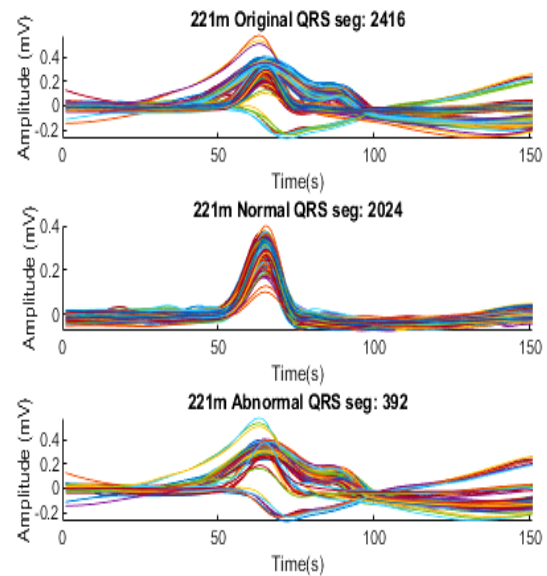 221m Original QRS seg: 2416
Amplitude (mV)
0.4
0.2
0
-0.2
0 50 100 150
Time(s)
221m Normal QRS seg: 2024
Amplitude (mV)
0.4
0.2
0
0 50 100 150
Time(s)
221m Abnormal QRS seg: 392
Amplitude (mV)
0.4
0.2
0
-0.2
0 50 100 150
Time(s)